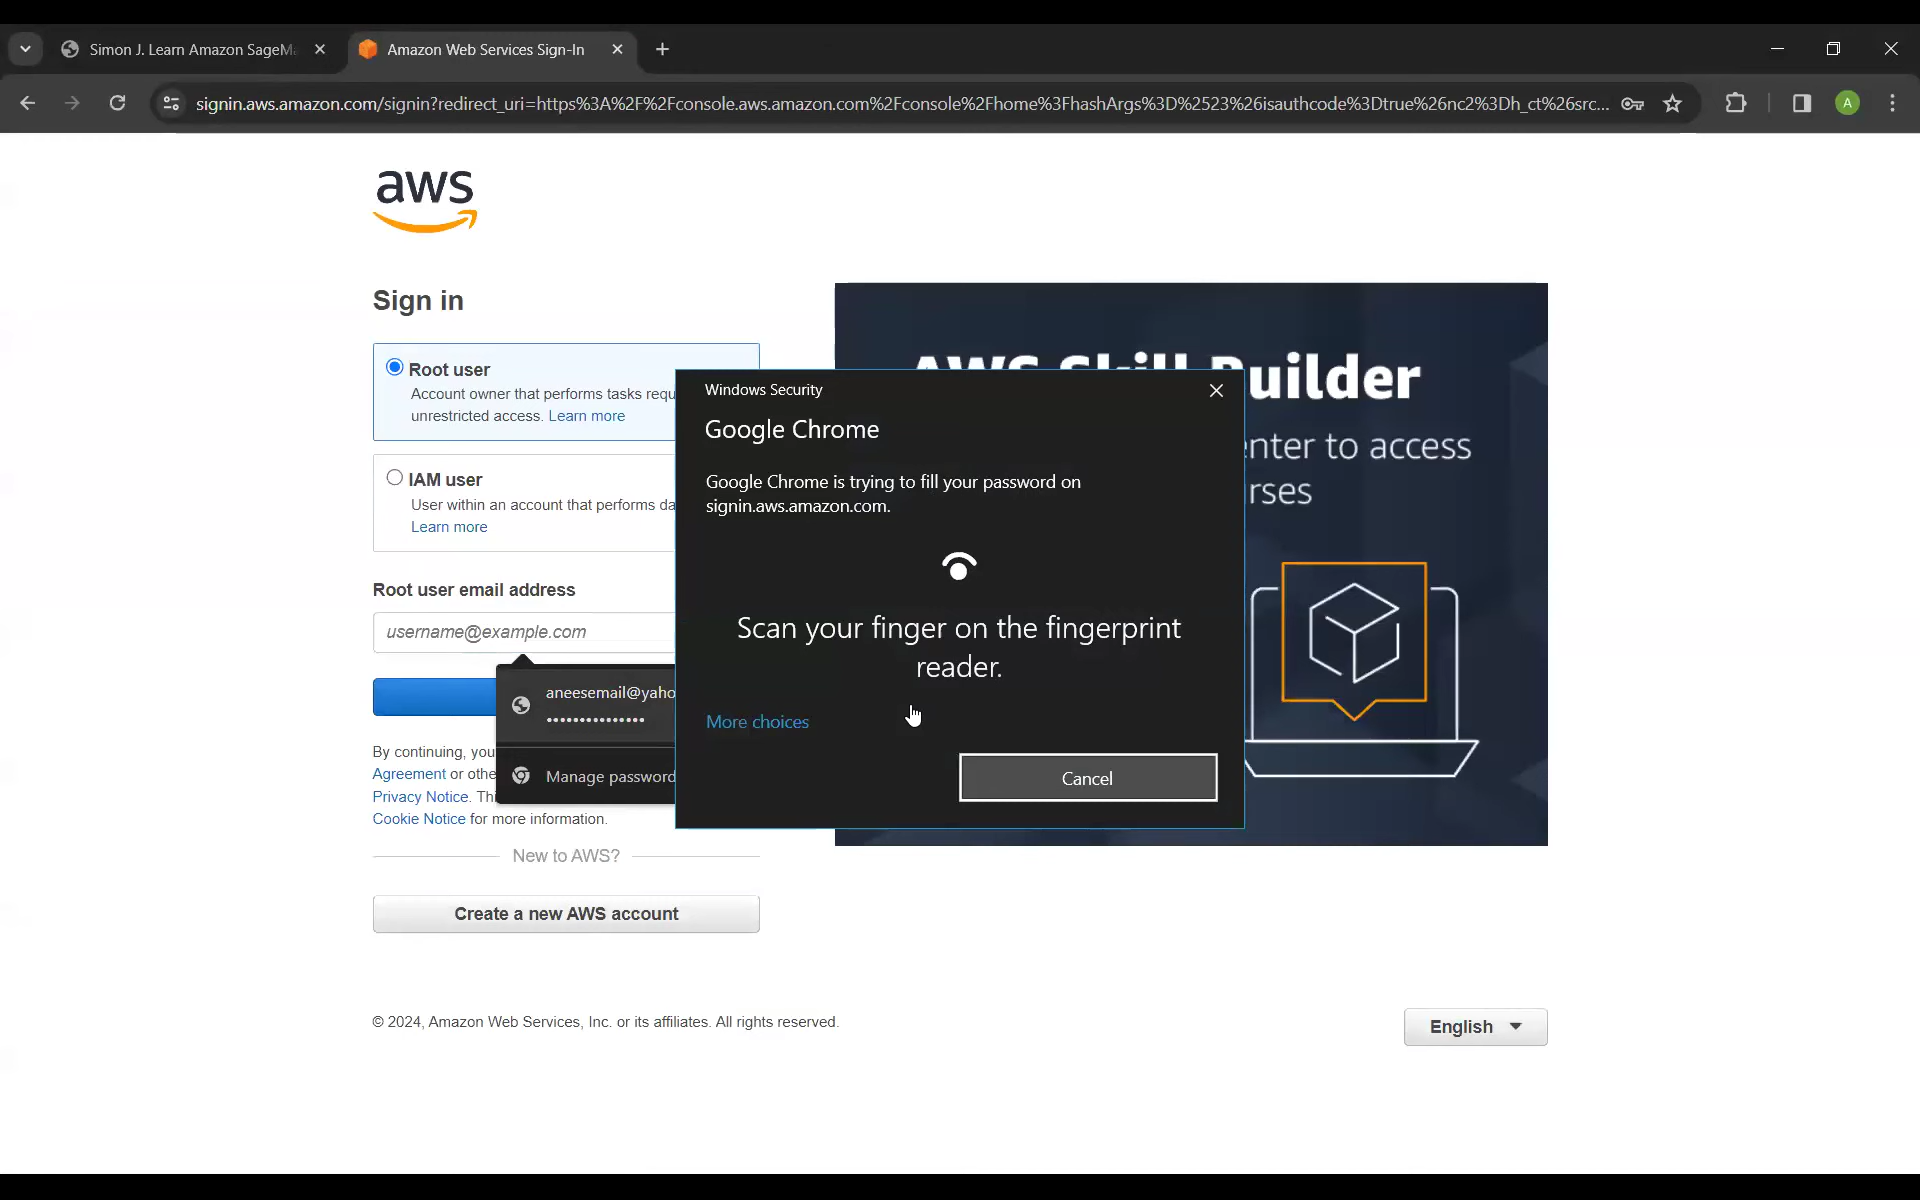 Simon J. Learn Amazon SageMa
Amazon Web Services Sign-In
signin.aws.amazon.com/signin?redirect_uri=https%3A%2F%2Fconsole.aws.amazon.com%2Fconsole%2Fhome%3FhashArgs%3D%2523%26isauthcode%3Dtrue%26nc2%3Dh_ct%26src...
A
aws
Sign in
Root user
Account owner that performs tasks requ
unrestricted access. Learn more
IAM user
User within an account that performs da
Learn more
Root user email address
username@example.com
aneesemail@yaho
Manage password
By continuing, you
Agreement or othe
Privacy Notice. Thi
Cookie Notice for more information.
New to AWS?
Create a new AWS account
AWS Skill Builder
enter to access
rses
Windows Security
Google Chrome
Google Chrome is trying to fill your password on
signin.aws.amazon.com.
Scan your finger on the fingerprint
reader.
More choices
Cancel
© 2024, Amazon Web Services, Inc. or its affiliates. All rights reserved.
English